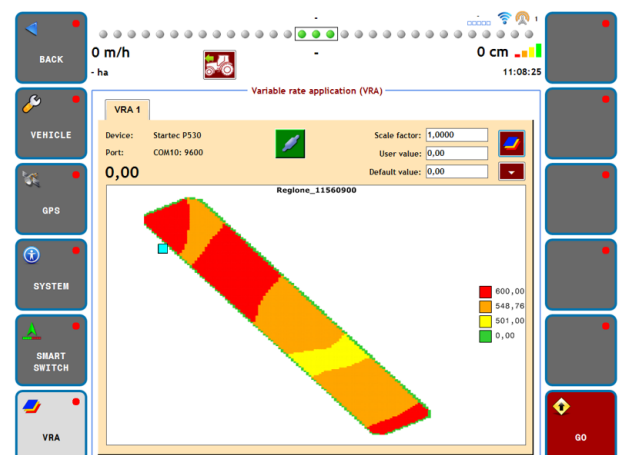 -
1
0 m/h
-
0 cm
- ha
11:08:25
BACK
VEHICLE
GPS
SYSTEM
SMART
SWITCH
VRA
Variable rate application (VRA)
VRA 1
Device: Startec P530
Port: COM10: 9600
0,00
Scale factor: 1,0000
User value: 0,00
Default value: 0,00
Reglone_11560900
600,00
548,76
501,00
0,00
GO